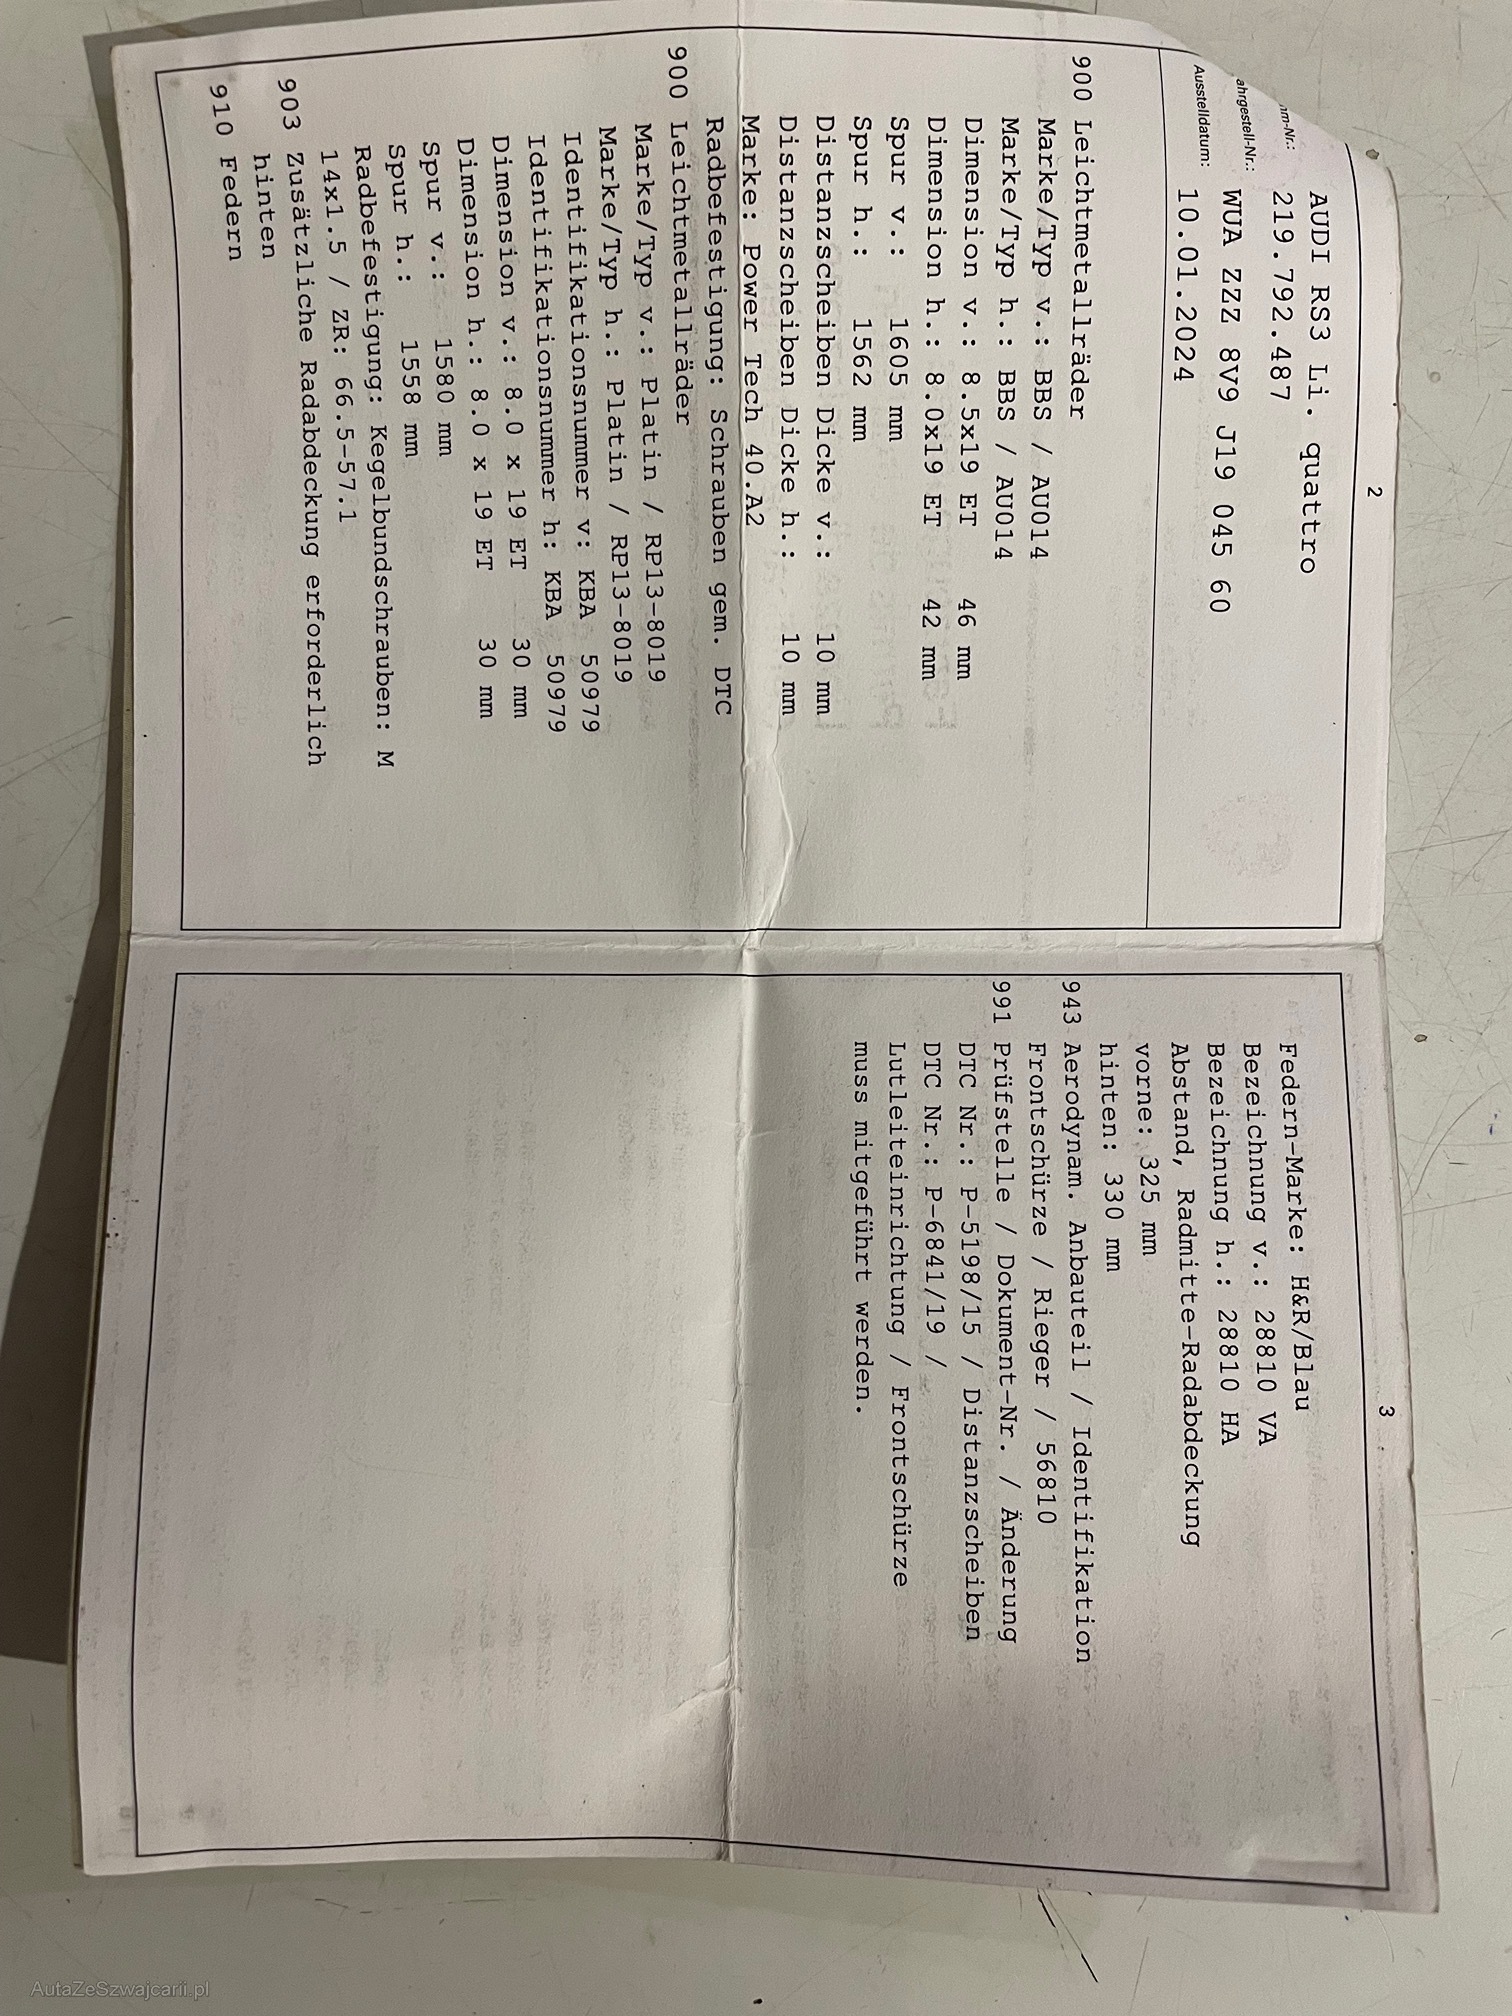 2
AUDI RS3 Li. quattro
mm-Nr.: 219.792.487
ahrgestell-Nr.: WUA ZZZ 8V9 J19 045 60
Ausstelldatum: 10.01.2024
900 Leichtmetallräder
Marke/Typ v.: BBS / AU014
Marke/Typ h.: BBS / AU014
Dimension v.: 8.5x19 ET 46 mm
Dimension h.: 8.0x19 ET 42 mm
Spur v.: 1605 mm
Spur h.: 1562 mm
Distanzscheiben Dicke v.: 10 mm
Distanzscheiben Dicke h.: 10 mm
Marke: Power Tech 40.A2
Radbefestigung: Schrauben gem. DTC
900 Leichtmetallräder
Marke/Typ v.: Platin / RP13-8019
Marke/Typ h.: Platin / RP13-8019
Identifikationsnummer v: KBA 50979
Identifikationsnummer h: KBA 50979
Dimension v.: 8.0 x 19 ET 30 mm
Dimension h.: 8.0 x 19 ET 30 mm
Spur v.: 1580 mm
Spur h.: 1558 mm
Radbefestigung: Kegelbundschrauben: M
14x1.5 / ZR: 66.5-57.1
903 Zusätzliche Radabdeckung erforderlich
hinten
910 Federn
3
Federn-Marke: H&R/Blau
Bezeichnung v.: 28810 VA
Bezeichnung h.: 28810 HA
Abstand, Radmitte-Radabdeckung
vorne: 325 mm
hinten: 330 mm
943 Aerodynam. Anbauteil / Identifikation
Frontschürze / Rieger / 56810
991 Prüfstelle / Dokument-Nr. / Änderung
DTC Nr.: P-5198/15 / Distanzscheiben
DTC Nr.: P-6841/19 /
Lutleiteinrichtung / Frontschürze
muss mitgeführt werden.
AutaZeSzwajcarii.pl